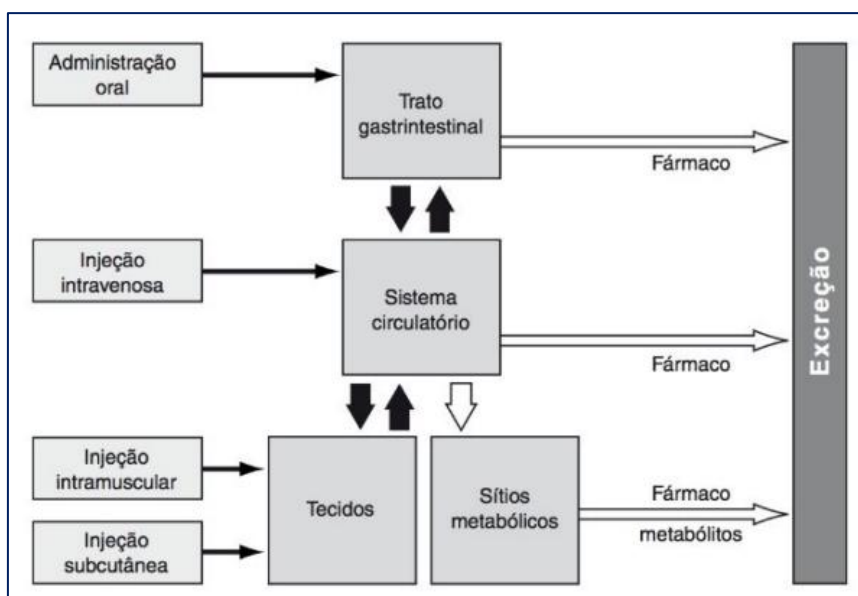 Administração
oral
Trato
gastrintestinal
Fármaco
Injeção
intravenosa
Sistema
circulatório
Fármaco
Excreção
Injeção
intramuscular
Injeção
subcutânea
Tecidos
Sítios
metabólicos
Fármaco
metabólitos